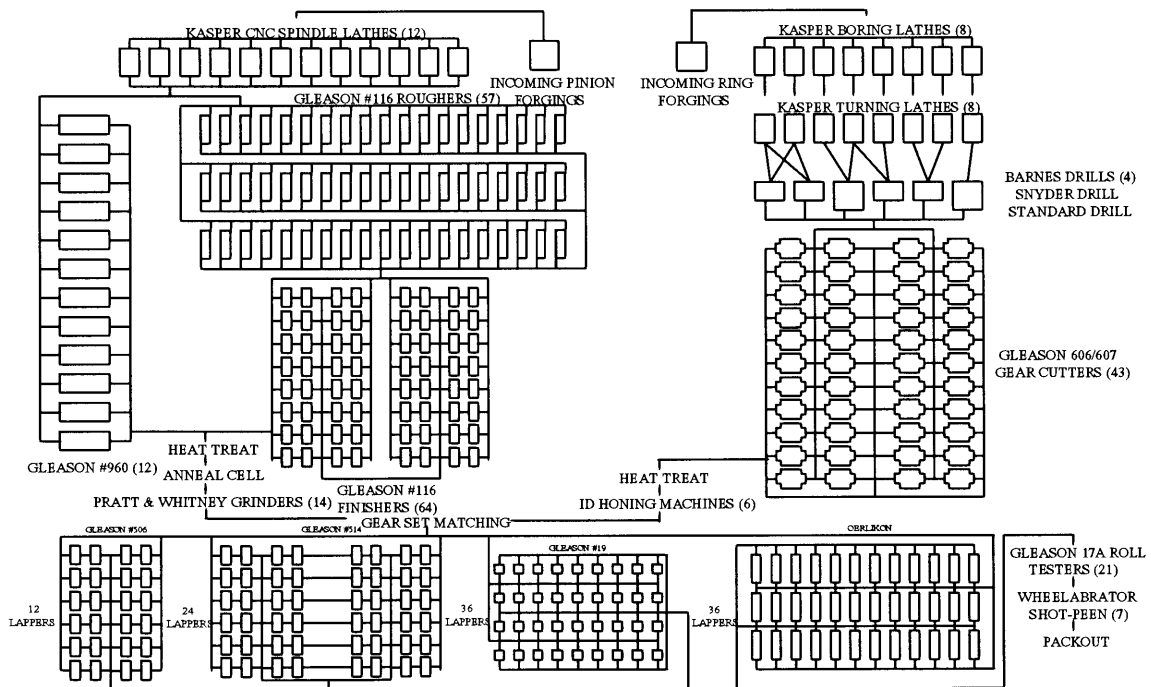 KASPER CNC SPINDLE LATHES (12)
KASPER BORING LATHES (8)
INCOMING PINION
FORGINGS
INCOMING RING
FORGINGS
GLEASON #116 ROUGHERS (57)
KASPER TURNING LATHES (8)
BARNES DRILLS (4)
SNYDER DRILL
STANDARD DRILL
GLEASON 606/607
GEAR CUTTERS (43)
GLEASON #960 (12)
HEAT TREAT
ANNEAL CELL
PRATT & WHITNEY GRINDERS (14)
GLEASON #116
FINISHERS (64)
HEAT TREAT
ID HONING MACHINES (6)
GEAR SET MATCHING
GLEASON #506
GLEASON #514
GLEASON #19
OERLIKON
12
LAPPERS
24
LAPPERS
36
LAPPERS
36
LAPPERS
GLEASON 17A ROLL
TESTERS (21)
WHEELABRATOR
SHOT-PEEN (7)
PACKOUT